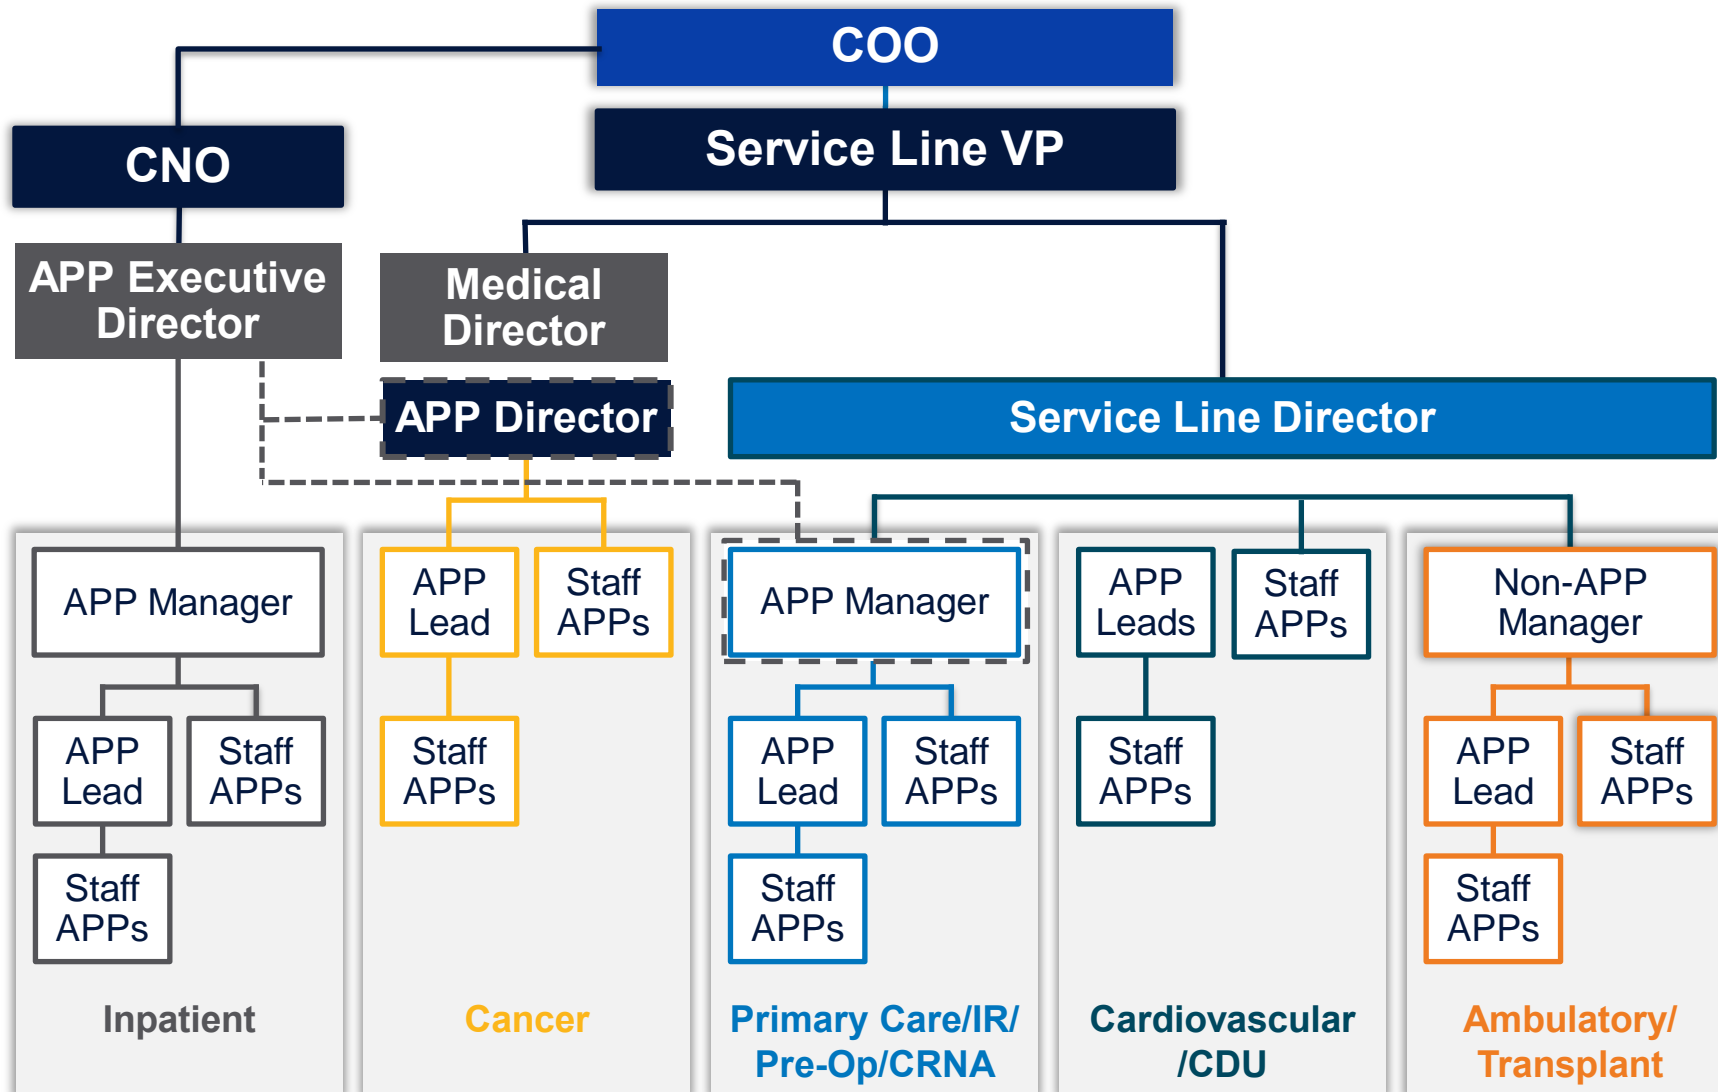 COO
CNO
Service Line VP
APP Executive
Director
Medical
Director
APP Director
Service Line Director
APP Manager
APP
Lead
Staff
APPs
Staff
APPs
APP
Lead
Staff
APPs
Staff
APPs
APP Manager
APP
Lead
Staff
APPs
Staff
APPs
APP
Leads
Staff
APPs
Staff
APPs
Non-APP
Manager
APP
Lead
Staff
APPs
Staff
APPs
Inpatient
Cancer
Primary Care/IR/
Pre-Op/CRNA
Cardiovascular
/CDU
Ambulatory/
Transplant